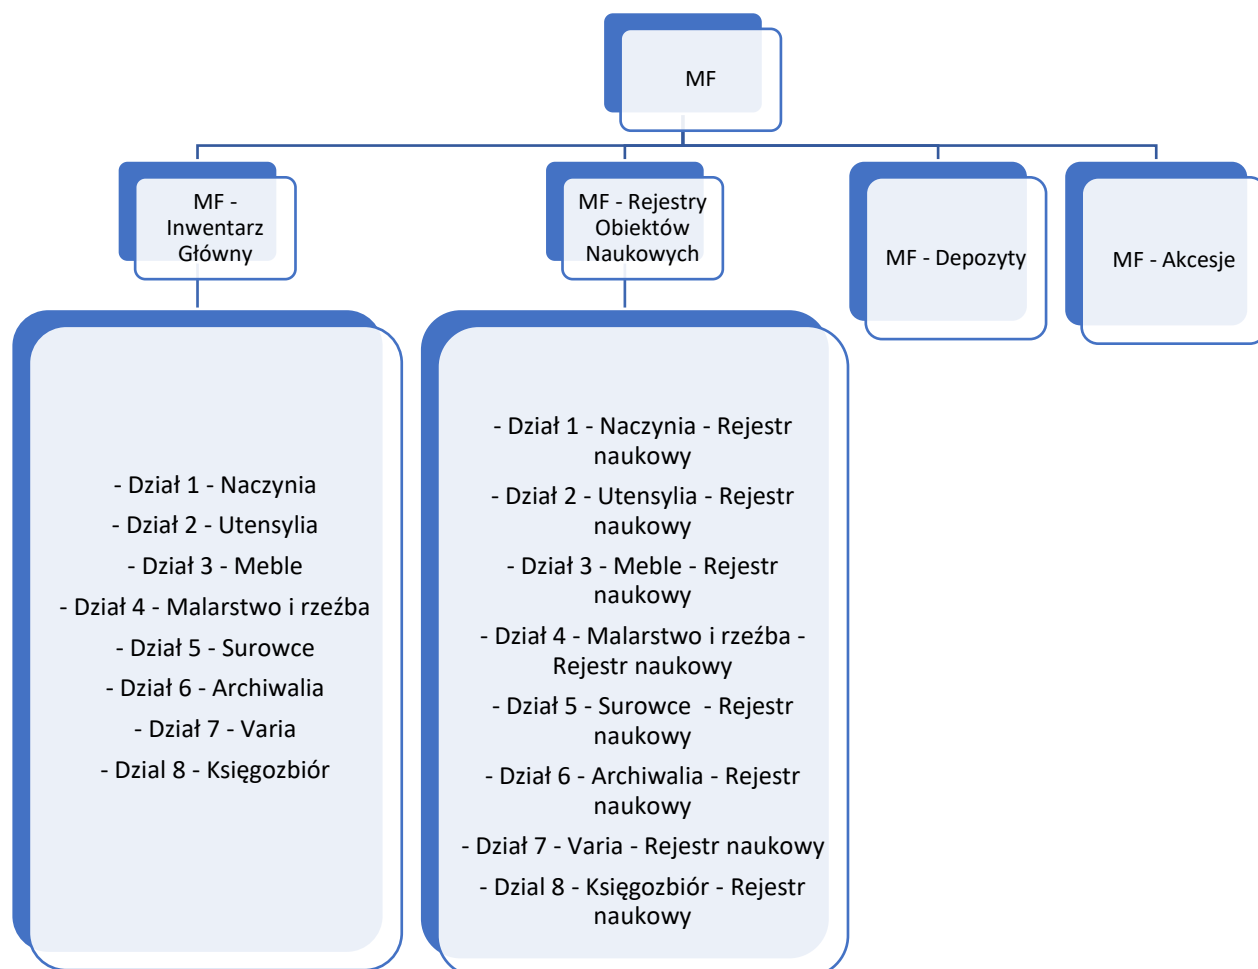 MF
MF -
Inwentarz
Główny
MF - Rejestry
Obiektów
Naukowych
MF - Depozyty
MF - Akcesje
- Dział 1 - Naczynia
- Dział 2 - Utensylia
- Dział 3 - Meble
- Dział 4 - Malarstwo i rzeźba
- Dział 5 - Surowce
- Dział 6 - Archiwalia
- Dział 7 - Varia
- Dzial 8 - Księgozbiór
- Dział 1 - Naczynia - Rejestr
naukowy
- Dział 2 - Utensylia - Rejestr
naukowy
- Dział 3 - Meble - Rejestr
naukowy
- Dział 4 - Malarstwo i rzeźba -
Rejestr naukowy
- Dział 5 - Surowce  - Rejestr
naukowy
- Dział 6 - Archiwalia - Rejestr
naukowy
- Dział 7 - Varia - Rejestr naukowy
- Dzial 8 - Księgozbiór - Rejestr
naukowy